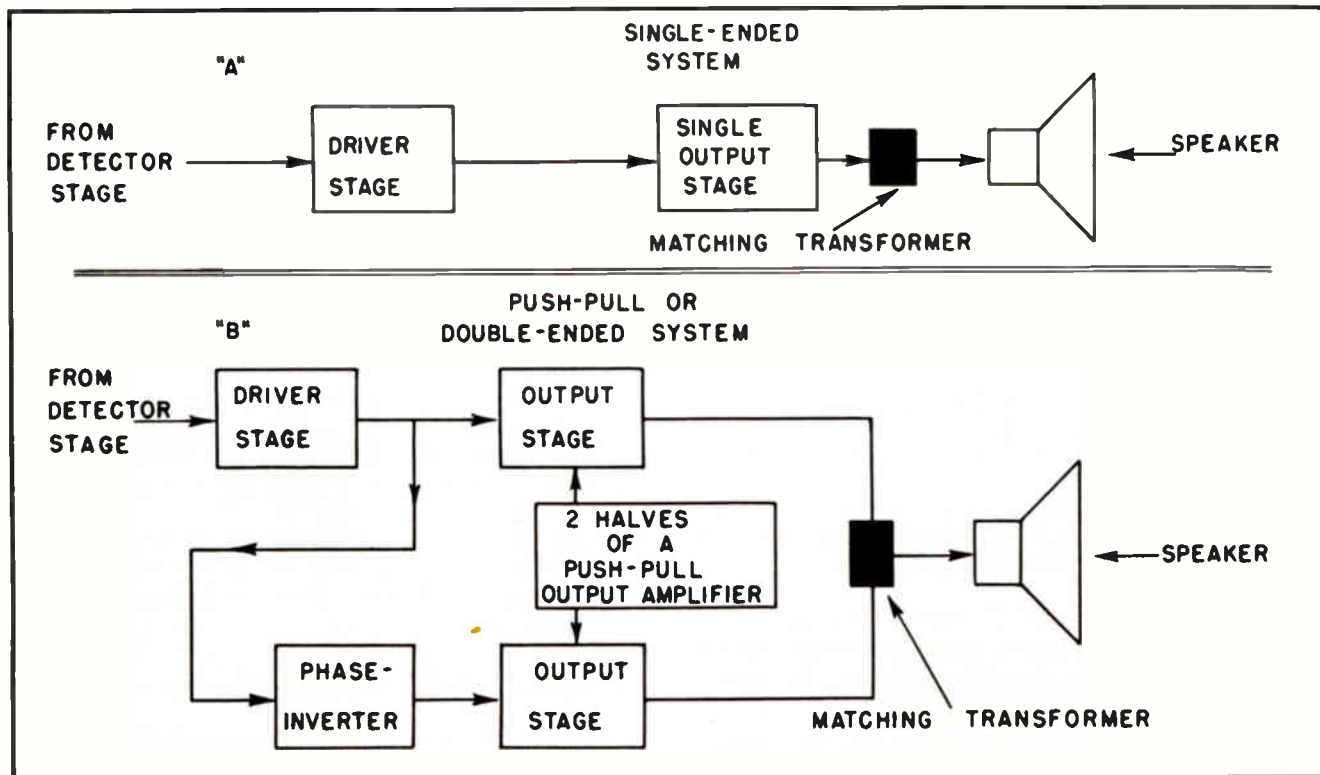 SINGLE-ENDED
SYSTEM
"A"
FROM
DETECTOR
STAGE
DRIVER
STAGE
SINGLE
OUTPUT
STAGE
SPEAKER
MATCHING TRANSFORMER
PUSH-PULL OR
DOUBLE-ENDED SYSTEM
"B"
FROM
DETECTOR
STAGE
DRIVER
STAGE
OUTPUT
STAGE
2 HALVES
OF A
PUSH-PULL
OUTPUT AMPLIFIER
SPEAKER
PHASE-
INVERTER
OUTPUT
STAGE
MATCHING TRANSFORMER